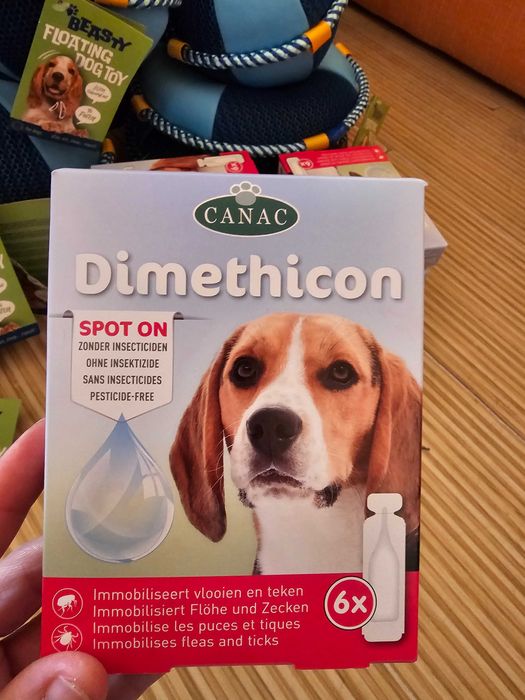 BEASTY
FLOATING
DOG TOY
CANAC
Dimethicon
SPOT ON
ZONDER INSECTICIDEN
OHNE INSEKTIZIDE
SANS INSECTICIDES
PESTICIDE-FREE
Immobiliseert vlooien en teken
Immobilisiert Flöhe und Zecken
Immobilise les puces et tiques
Immobilises fleas and ticks
6x